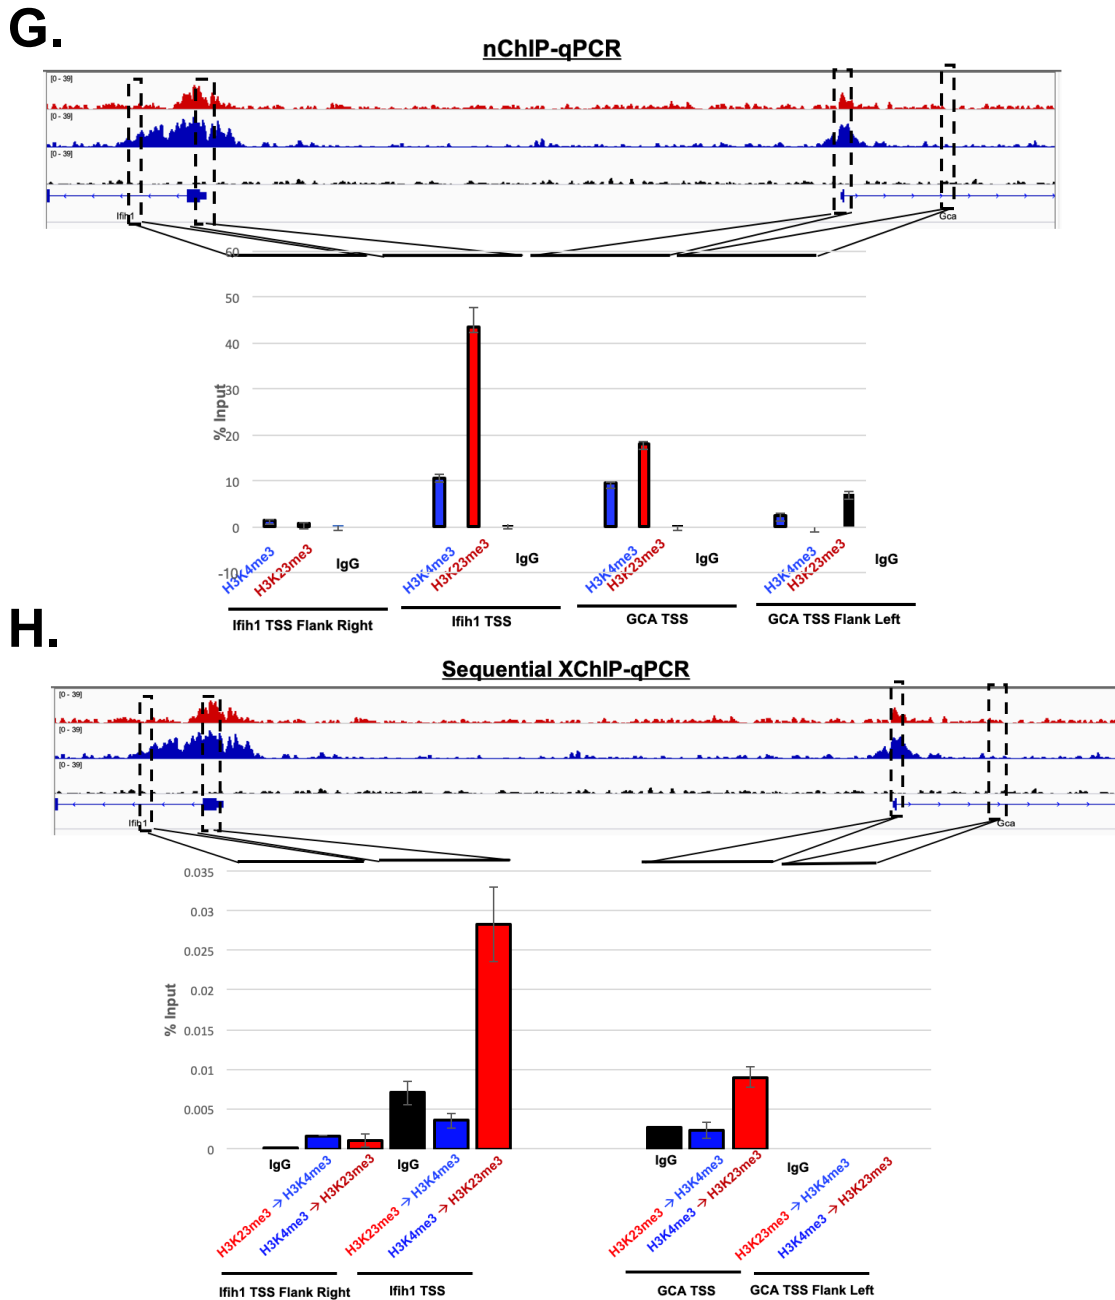 G.
nChIP-qPCR
[0 - 39]
[0 - 39]
[0 - 39]
Ifih1
Gca
60
50
40
30
20
10
0
-10
% Input
H3K4me3
H3K23me3
IgG
H3K4me3
H3K23me3
IgG
H3K4me3
H3K23me3
IgG
H3K4me3
H3K23me3
IgG
Ifih1 TSS Flank Right
Ifih1 TSS
GCA TSS
GCA TSS Flank Left
H.
Sequential XChIP-qPCR
[0 - 39]
[0 - 39]
[0 - 39]
Ifih1
Gca
0.035
0.03
0.025
0.02
0.015
0.01
0.005
0
% Input
IgG
H3K23me3 → H3K4me3
H3K4me3 → H3K23me3
IgG
H3K23me3 → H3K4me3
H3K4me3 → H3K23me3
IgG
H3K23me3 → H3K4me3
H3K4me3 → H3K23me3
IgG
H3K23me3 → H3K4me3
H3K4me3 → H3K23me3
Ifih1 TSS Flank Right
Ifih1 TSS
GCA TSS
GCA TSS Flank Left